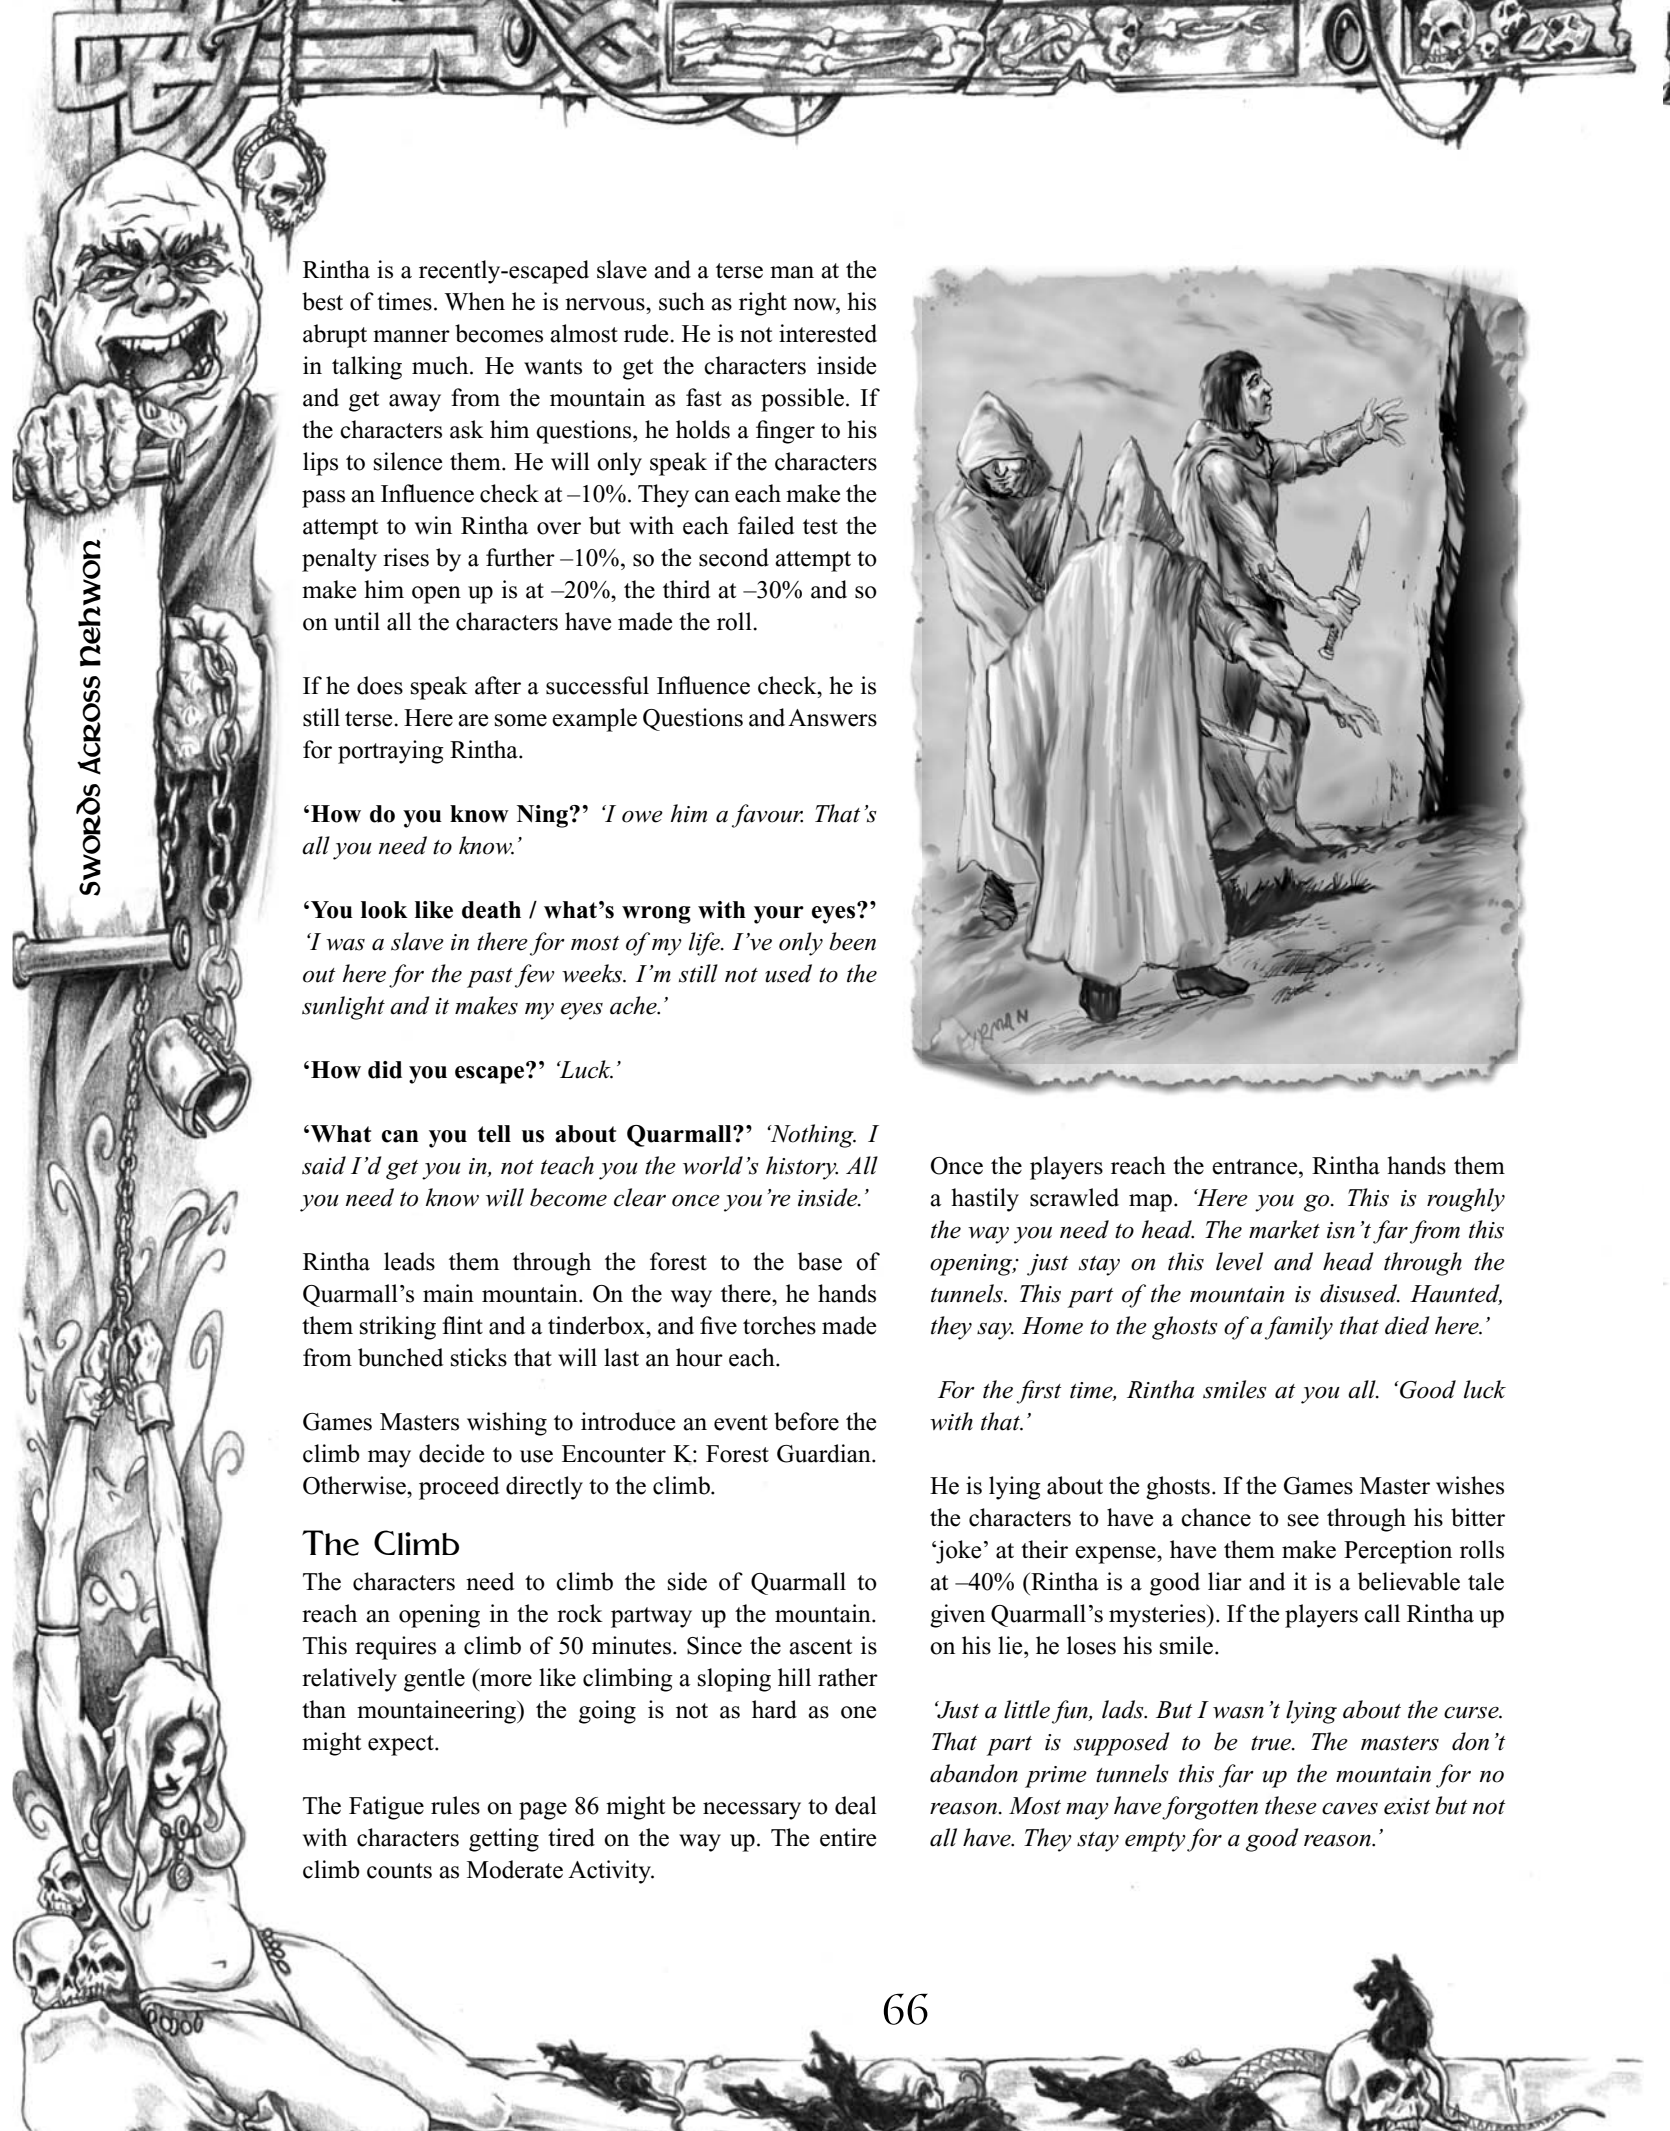 Swords Across Nehwon
Rintha is a recently-escaped slave and a terse man at the
best of times. When he is nervous, such as right now, his
abrupt manner becomes almost rude. He is not interested
in talking much. He wants to get the characters inside
and get away from the mountain as fast as possible. If
the characters ask him questions, he holds a finger to his
lips to silence them. He will only speak if the characters
pass an Influence check at –10%. They can each make the
attempt to win Rintha over but with each failed test the
penalty rises by a further –10%, so the second attempt to
make him open up is at –20%, the third at –30% and so
on until all the characters have made the roll.
If he does speak after a successful Influence check, he is
still terse. Here are some example Questions and Answers
for portraying Rintha.
‘How do you know Ning?’ ‘I owe him a favour. That’s
all you need to know.’
‘You look like death / what’s wrong with your eyes?’
‘I was a slave in there for most of my life. I’ve only been
out here for the past few weeks. I’m still not used to the
sunlight and it makes my eyes ache.’
‘How did you escape?’ ‘Luck.’
‘What can you tell us about Quarmall?’ ‘Nothing. I
said I’d get you in, not teach you the world’s history. All
you need to know will become clear once you’re inside.’
Rintha leads them through the forest to the base of
Quarmall’s main mountain. On the way there, he hands
them striking flint and a tinderbox, and five torches made
from bunched sticks that will last an hour each.
Games Masters wishing to introduce an event before the
climb may decide to use Encounter K: Forest Guardian.
Otherwise, proceed directly to the climb.
The Climb
The characters need to climb the side of Quarmall to
reach an opening in the rock partway up the mountain.
This requires a climb of 50 minutes. Since the ascent is
relatively gentle (more like climbing a sloping hill rather
than mountaineering) the going is not as hard as one
might expect.
The Fatigue rules on page 86 might be necessary to deal
with characters getting tired on the way up. The entire
climb counts as Moderate Activity.
Once the players reach the entrance, Rintha hands them
a hastily scrawled map. ‘Here you go. This is roughly
the way you need to head. The market isn’t far from this
opening; just stay on this level and head through the
tunnels. This part of the mountain is disused. Haunted,
they say. Home to the ghosts of a family that died here.’
For the first time, Rintha smiles at you all. ‘Good luck
with that.’
He is lying about the ghosts. If the Games Master wishes
the characters to have a chance to see through his bitter
‘joke’ at their expense, have them make Perception rolls
at –40% (Rintha is a good liar and it is a believable tale
given Quarmall’s mysteries). If the players call Rintha up
on his lie, he loses his smile.
‘Just a little fun, lads. But I wasn’t lying about the curse.
That part is supposed to be true. The masters don’t
abandon prime tunnels this far up the mountain for no
reason. Most may have forgotten these caves exist but not
all have. They stay empty for a good reason.’
66